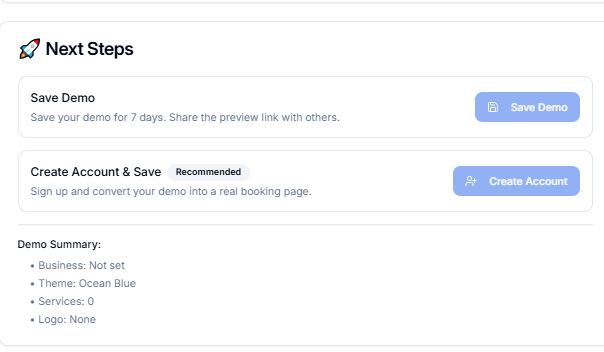 🚀 Next Steps
Save Demo
Save your demo for 7 days. Share the preview link with others.
Save Demo
Create Account & Save Recommended
Sign up and convert your demo into a real booking page.
Create Account
Demo Summary:
• Business: Not set
• Theme: Ocean Blue
• Services: 0
• Logo: None